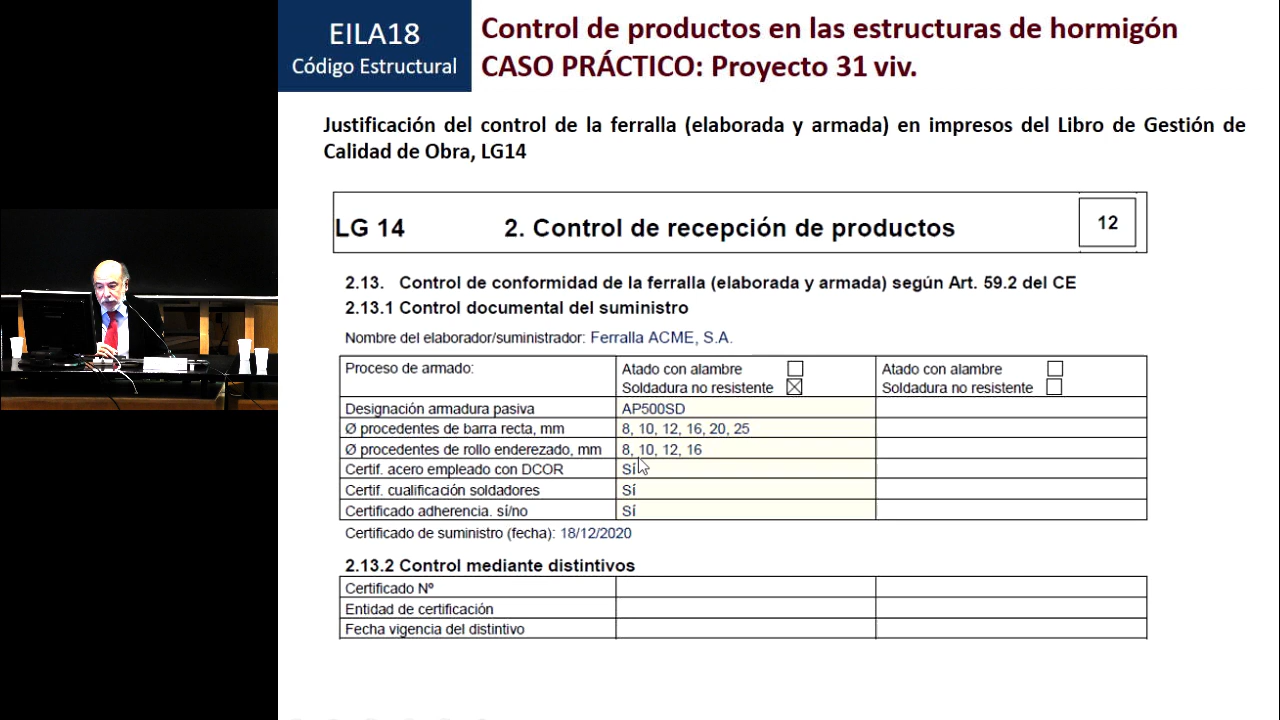 EILA18
Código Estructural
Control de productos en las estructuras de hormigón
CASO PRÁCTICO: Proyecto 31 viv.
Justificación del control de la ferralla (elaborada y armada) en impresos del Libro de Gestión de
Calidad de Obra, LG14
LG 14 2. Control de recepción de productos 12
2.13. Control de conformidad de la ferralla (elaborada y armada) según Art. 59.2 del CE
2.13.1 Control documental del suministro
Nombre del elaborador/suministrador: Ferralla ACME, S.A.
Proceso de armado: Atado con alambre Atado con alambre
Soldadura no resistente Soldadura no resistente
Designación armadura pasiva AP500SD
Ø procedentes de barra recta, mm 8, 10, 12, 16, 20, 25
Ø procedentes de rollo enderezado, mm 8, 10, 12, 16
Certif. acero empleado con DCOR Sí
Certif. cualificación soldadores Sí
Certificado adherencia. sí/no Sí
Certificado de suministro (fecha): 18/12/2020
2.13.2 Control mediante distintivos
Certificado Nº
Entidad de certificación
Fecha vigencia del distintivo